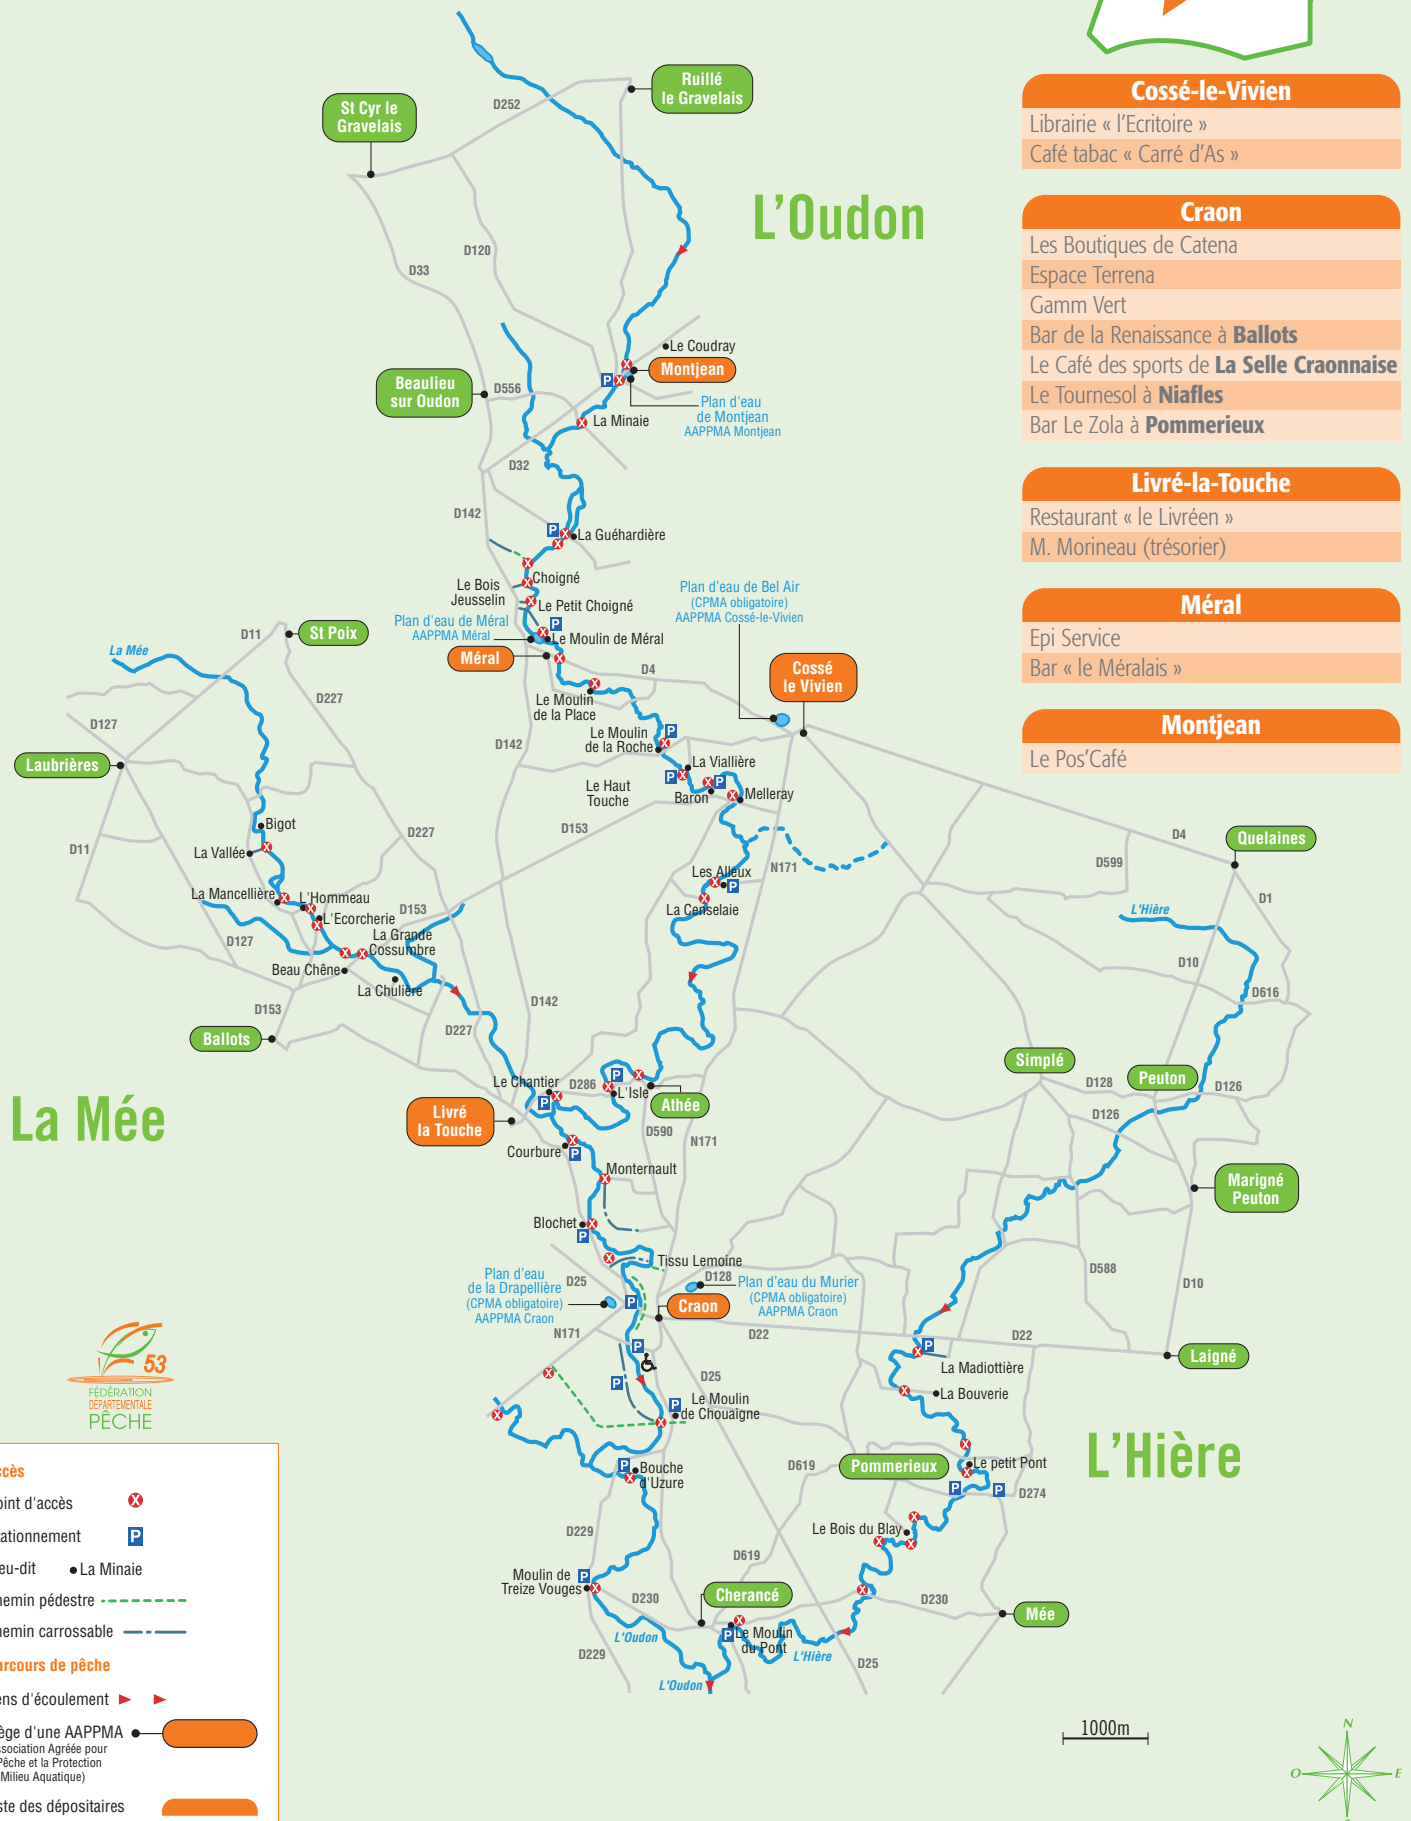 Cossé-le-Vivien
Librairie « l’Ecritoire »
Café tabac « Carré d’As »
Craon
Les Boutiques de Catena
Espace Terrena
Gamm Vert
Bar de la Renaissance à Ballots
Le Café des sports de La Selle Craonnaise
Le Tournesol à Niafles
Bar Le Zola à Pommerieux
Livré-la-Touche
Restaurant « le Livréen »
M. Morineau (trésorier)
Méral
Epi Service
Bar « le Méralais »
Montjean
Le Pos’Café
L’Oudon
Ruillé
le Gravelais
St Cyr le
Gravelais
D252
D120
D33
Le Coudray
Montjean
P
Beaulieu
sur Oudon
D556
Plan d'eau
de Montjean
AAPPMA Montjean
La Minaie
D32
D142
P
La Guéhardière
Choigné
Le Bois
Jeusselin
Le Petit Choigné
Plan d'eau de Méral
AAPPMA Méral
P
Le Moulin de Méral
Méral
Plan d'eau de Bel Air
(CPMA obligatoire)
AAPPMA Cossé-le-Vivien
D4
Cossé
le Vivien
Le Moulin
de la Place
Le Moulin
de la Roche
P
D142
La Viallière
P
P
Le Haut
Touche
Baron
Melleray
D153
N171
Les Alleux
P
La Censelaie
La Mée
D11
St Poix
D227
D127
Laubrières
Bigot
D227
D11
La Vallée
La Mancellière
L'Hommeau
L'Ecorcherie
D153
D127
La Grande
Cossumbre
Beau Chêne
La Chulière
D153
D142
D227
Ballots
La Mée
Le Chantier
D286
P
L'Isle
P
Athée
Livré
la Touche
D590
N171
Courbure
P
Monternault
Blochet
P
Tissu Lemoine
Plan d'eau
de la Drapellière
(CPMA obligatoire)
AAPPMA Craon
D25
D128
Plan d'eau du Murier
(CPMA obligatoire)
AAPPMA Craon
P
Craon
N171
D22
D22
P
P
D25
P
Le Moulin
de Chouaigne
P
Bouche
d'Uzure
D229
Moulin de
Treize Vouges
P
D230
L'Oudon
D229
L'Oudon
D619
D619
Cherancé
P
Le Moulin
du Pont
L'Hière
D25
D230
Mée
D4
Quelaines
D599
D1
L'Hière
D10
D616
Simplé
Peuton
D128
D126
D126
Marigné
Peuton
D588
D10
Laigné
P
La Madiottière
La Bouverie
L’Hière
Pommerieux
Le petit Pont
P
P
D274
Le Bois du Blay
53
FÉDÉRATION
DÉPARTEMENTALE
PÊCHE
ccès
oint d'accès
tationnement P
eu-dit La Minaie
hemin pédestre
hemin carrossable
arcours de pêche
ens d'écoulement
ège d'une AAPPMA
ssociation Agréée pour
Pêche et la Protection
Milieu Aquatique)
ste des dépositaires
1000m
N
O
E